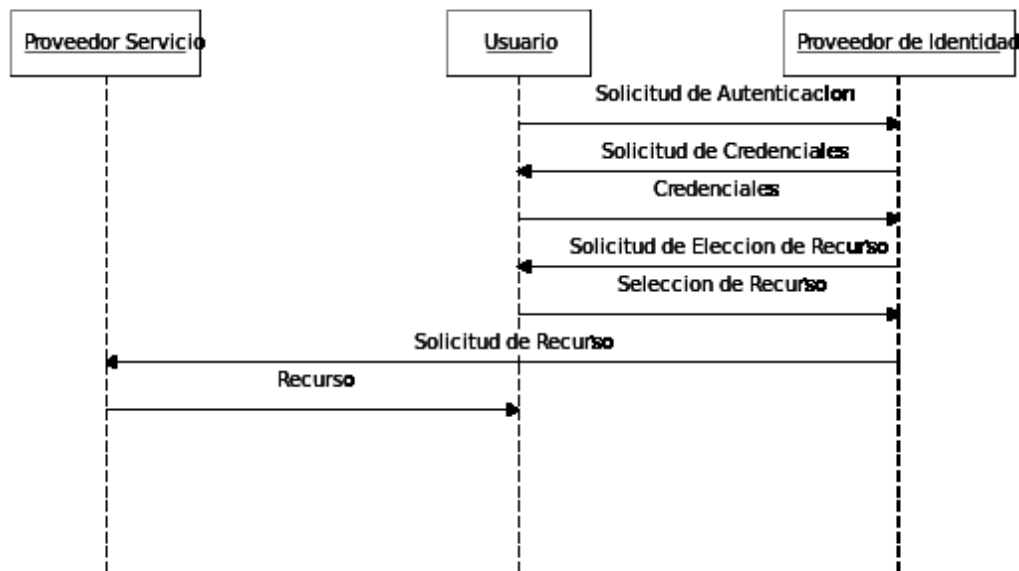 Proveedor Servicio
Usuario
Proveedor de Identidad
Solicitud de Autenticacion
Solicitud de Credenciales
Credenciales
Solicitud de Eleccion de Recurso
Seleccion de Recurso
Solicitud de Recurso
Recurso